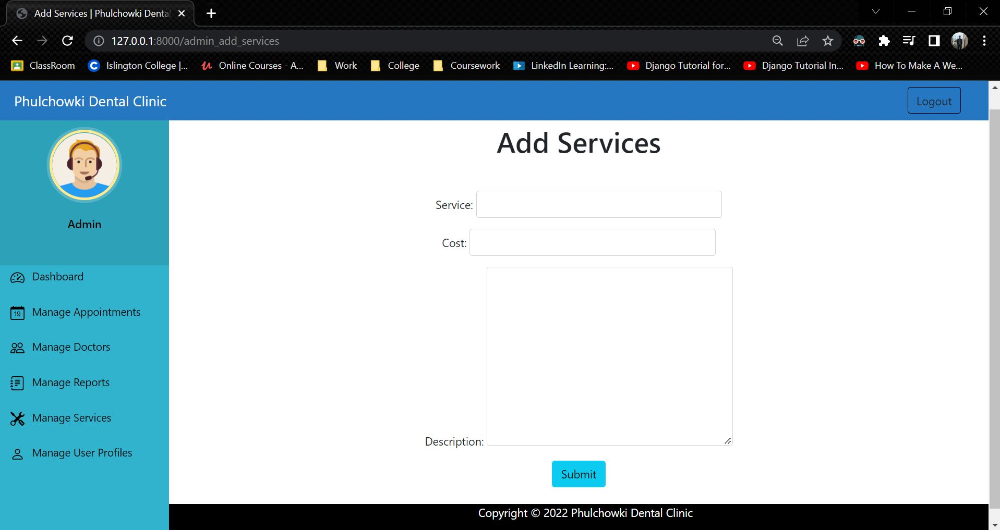 Add Services | Phulchowki Denta
127.0.0.1:8000/admin_add_services
ClassRoom Islington College |... Online Courses - A... Work College Coursework LinkedIn Learning:... Django Tutorial for... Django Tutorial In... How To Make A We...
Phulchowki Dental Clinic Logout
Add Services
Admin
Service:
Cost:
Description:
Submit
Dashboard
19 Manage Appointments
Manage Doctors
Manage Reports
Manage Services
Manage User Profiles
Copyright © 2022 Phulchowki Dental Clinic